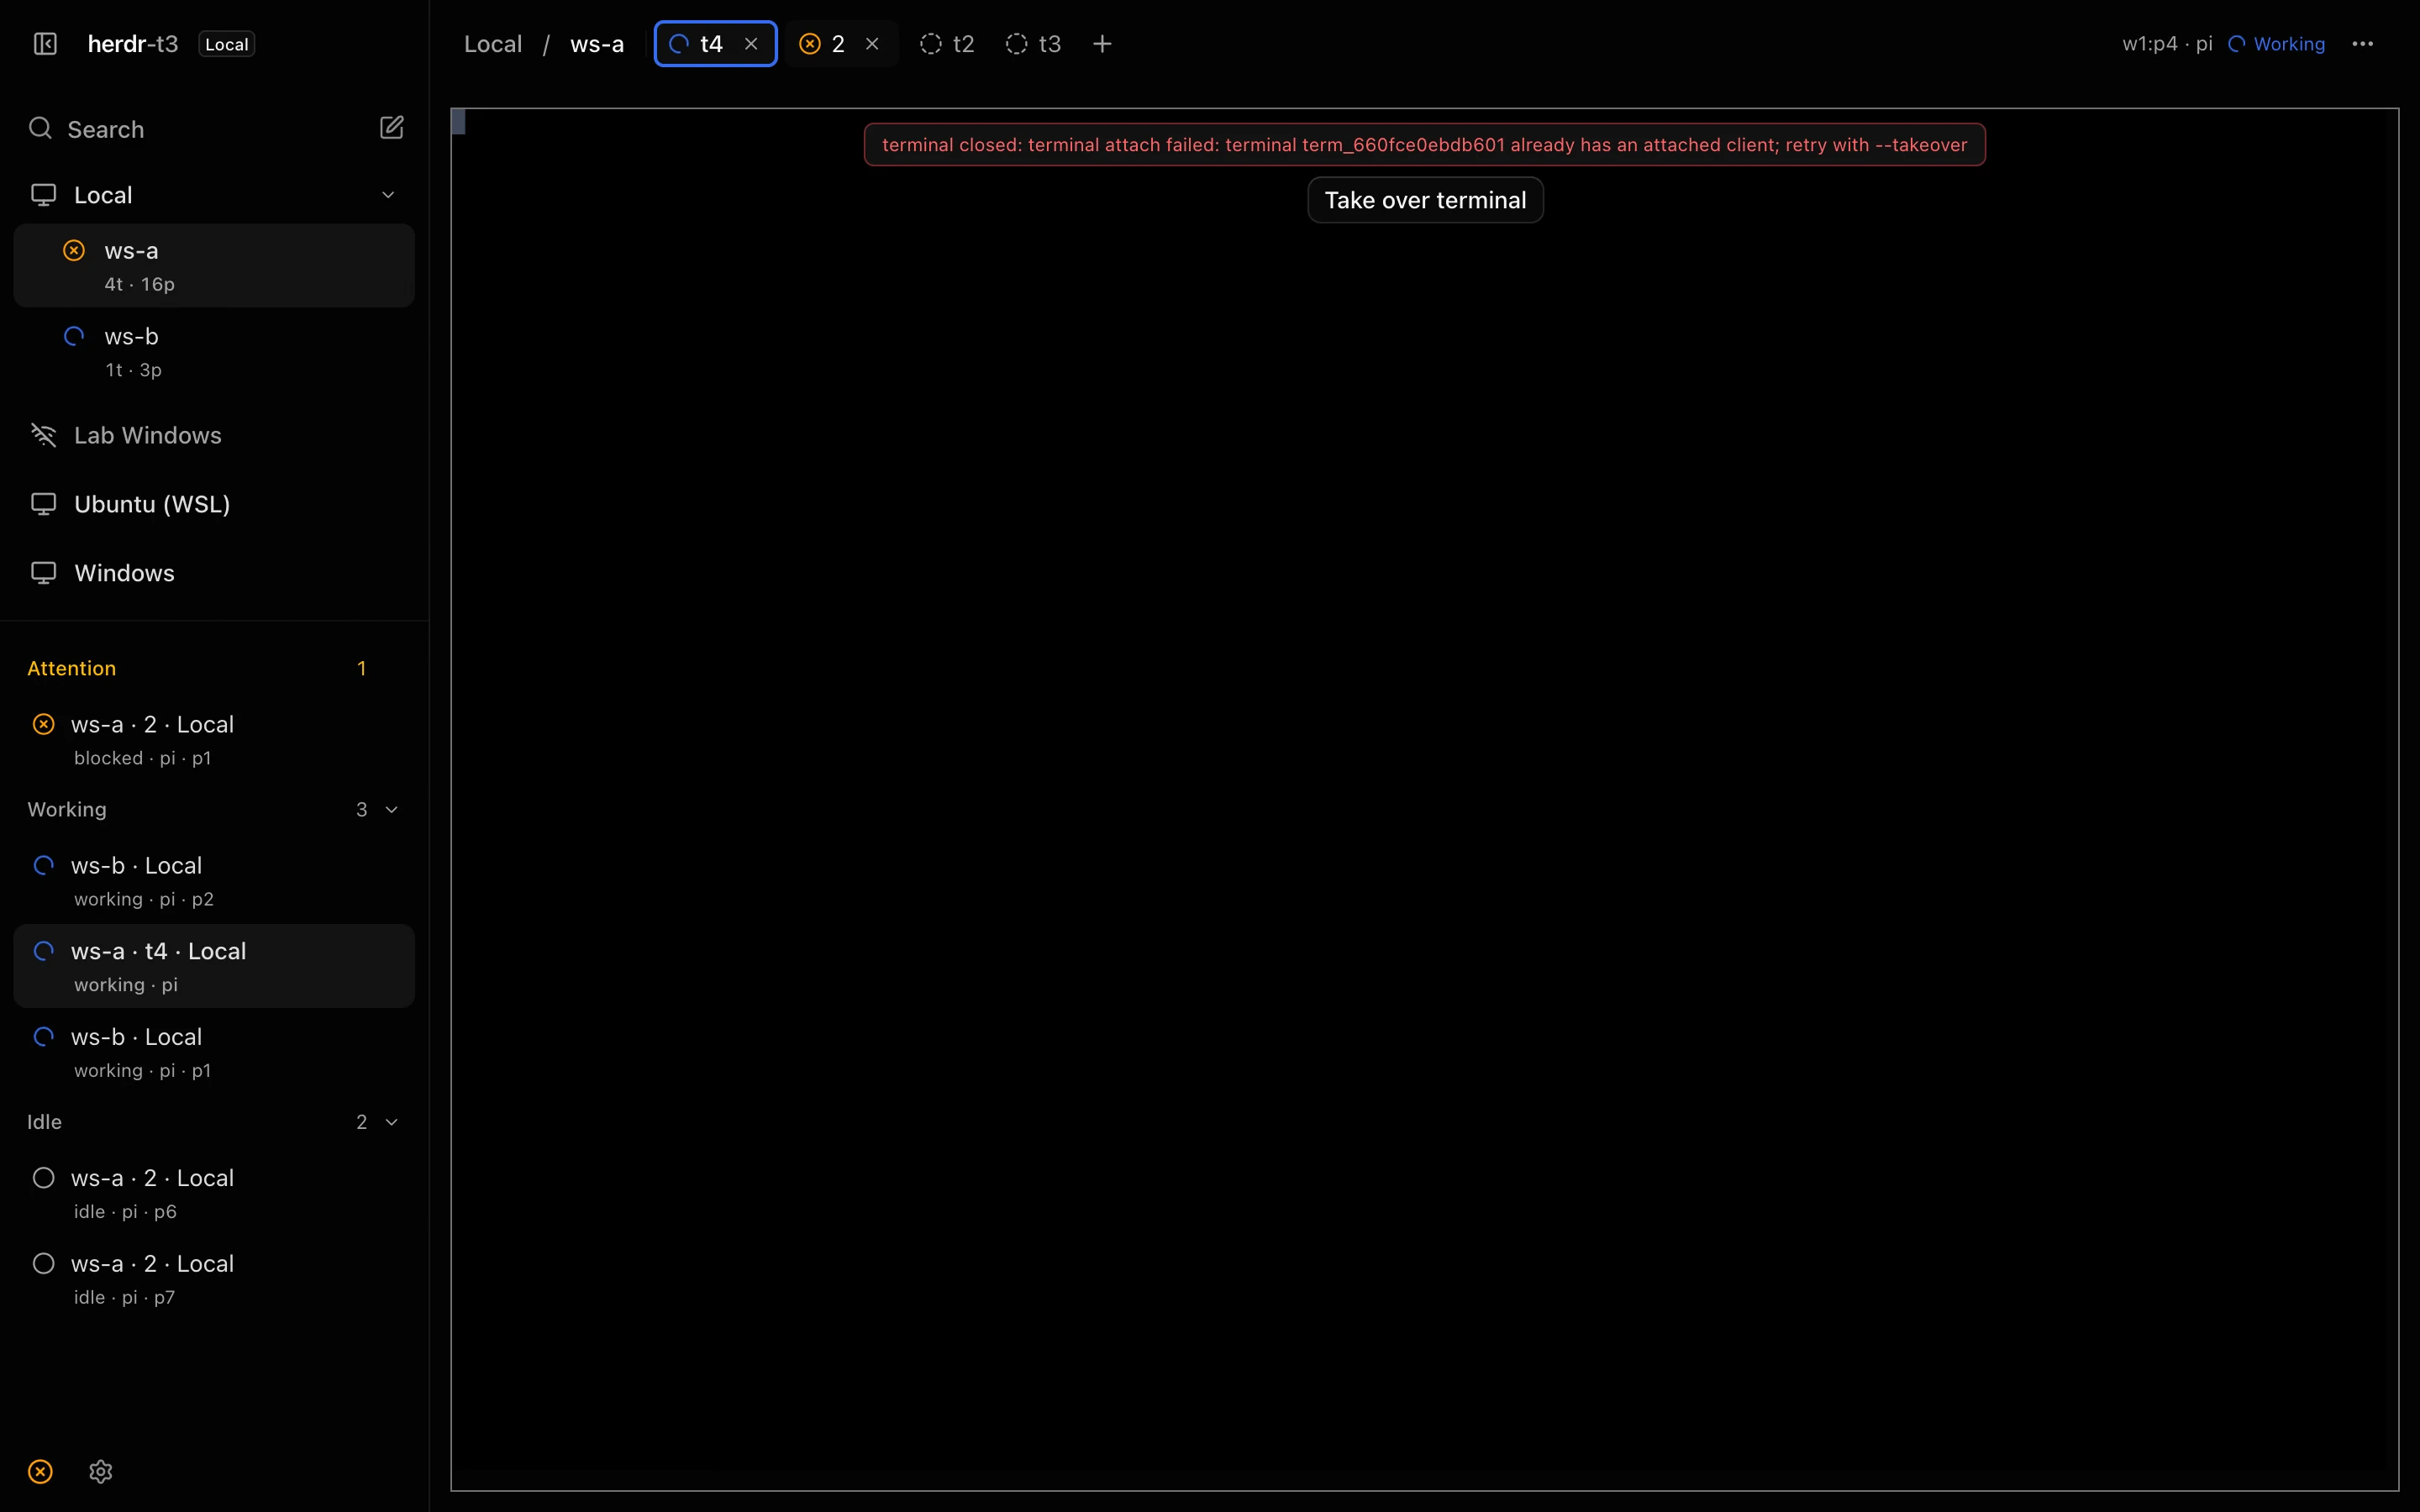 herdr-t3 Local
Search
Local
ws-a
4t · 16p
ws-b
1t · 3p
Lab Windows
Ubuntu (WSL)
Windows
Attention 1
ws-a · 2 · Local
blocked · pi · p1
Working 3
ws-b · Local
working · pi · p2
ws-a · t4 · Local
working · pi
ws-b · Local
working · pi · p1
Idle 2
ws-a · 2 · Local
idle · pi · p6
ws-a · 2 · Local
idle · pi · p7
Local / ws-a t4 2 t2 t3 w1:p4 · pi Working
terminal closed: terminal attach failed: terminal term_660fce0ebdb601 already has an attached client; retry with --takeover
Take over terminal